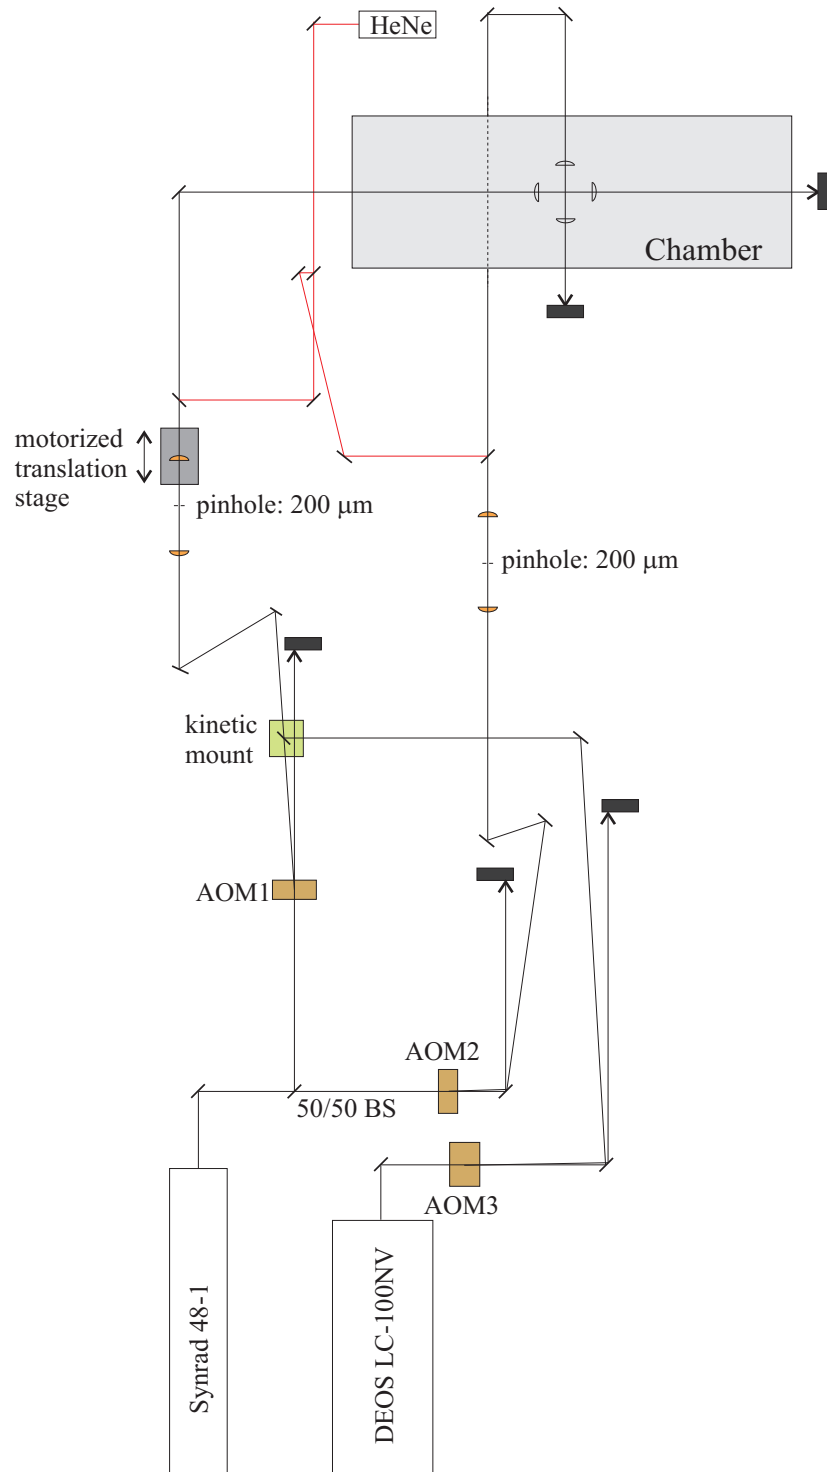 HeNe
Chamber
motorized
translation
stage
pinhole: 200 μm
pinhole: 200 μm
kinetic
mount
AOM1
AOM2
50/50 BS
AOM3
Synrad 48-1
DEOS LC-100NV